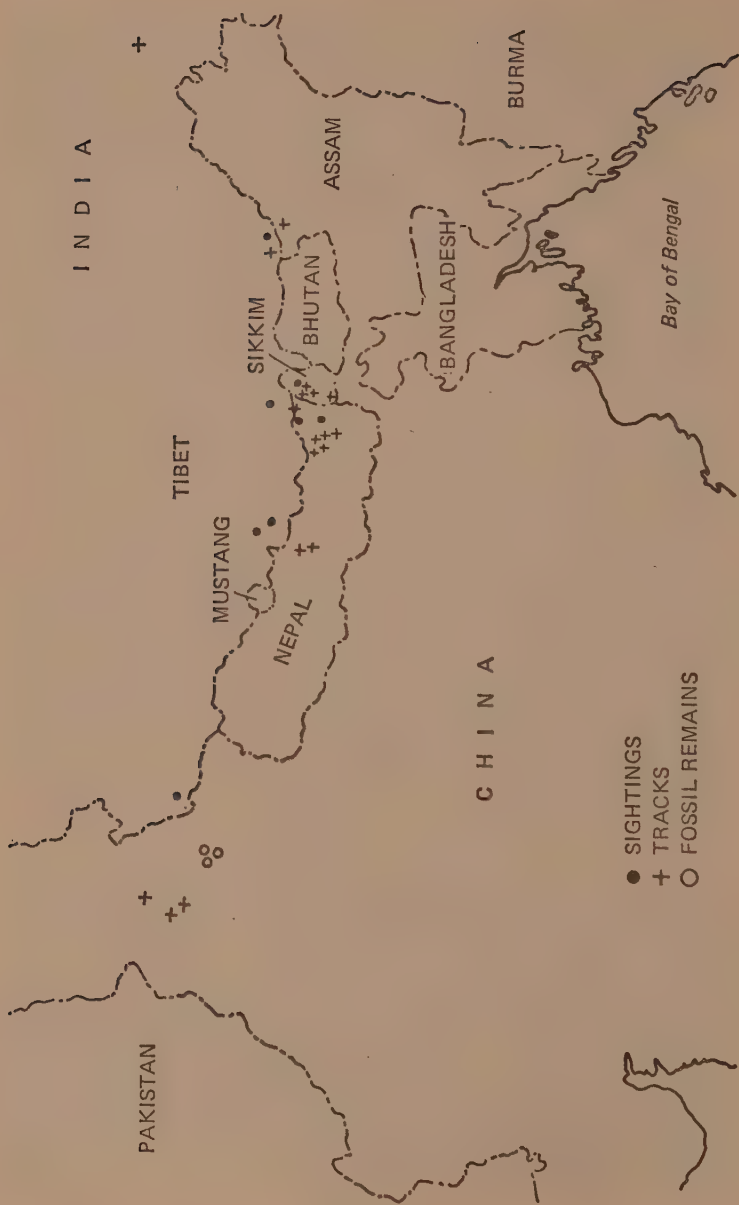 INDIA
TIBET
MUSTANG
SIKKIM
NEPAL
BHUTAN
ASSAM
BURMA
BANGLADESH
Bay of Bengal
PAKISTAN
CHINA
SIGHTINGS
TRACKS
FOSSIL REMAINS